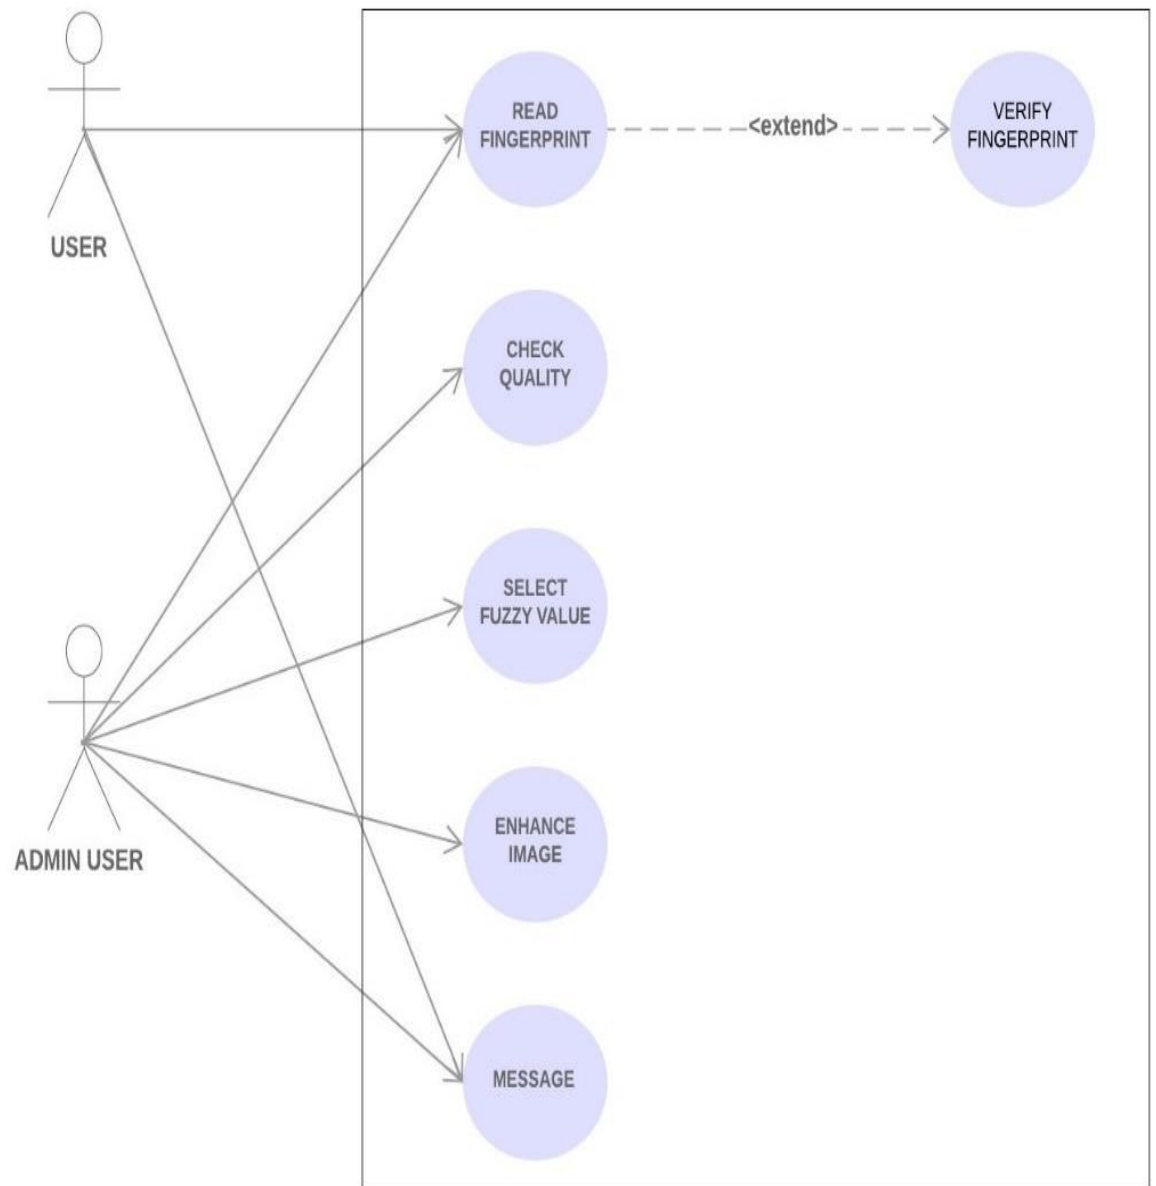 READ
FINGERPRINT
<extend>
VERIFY
FINGERPRINT
USER
CHECK
QUALITY
SELECT
FUZZY VALUE
ENHANCE
IMAGE
ADMIN USER
MESSAGE